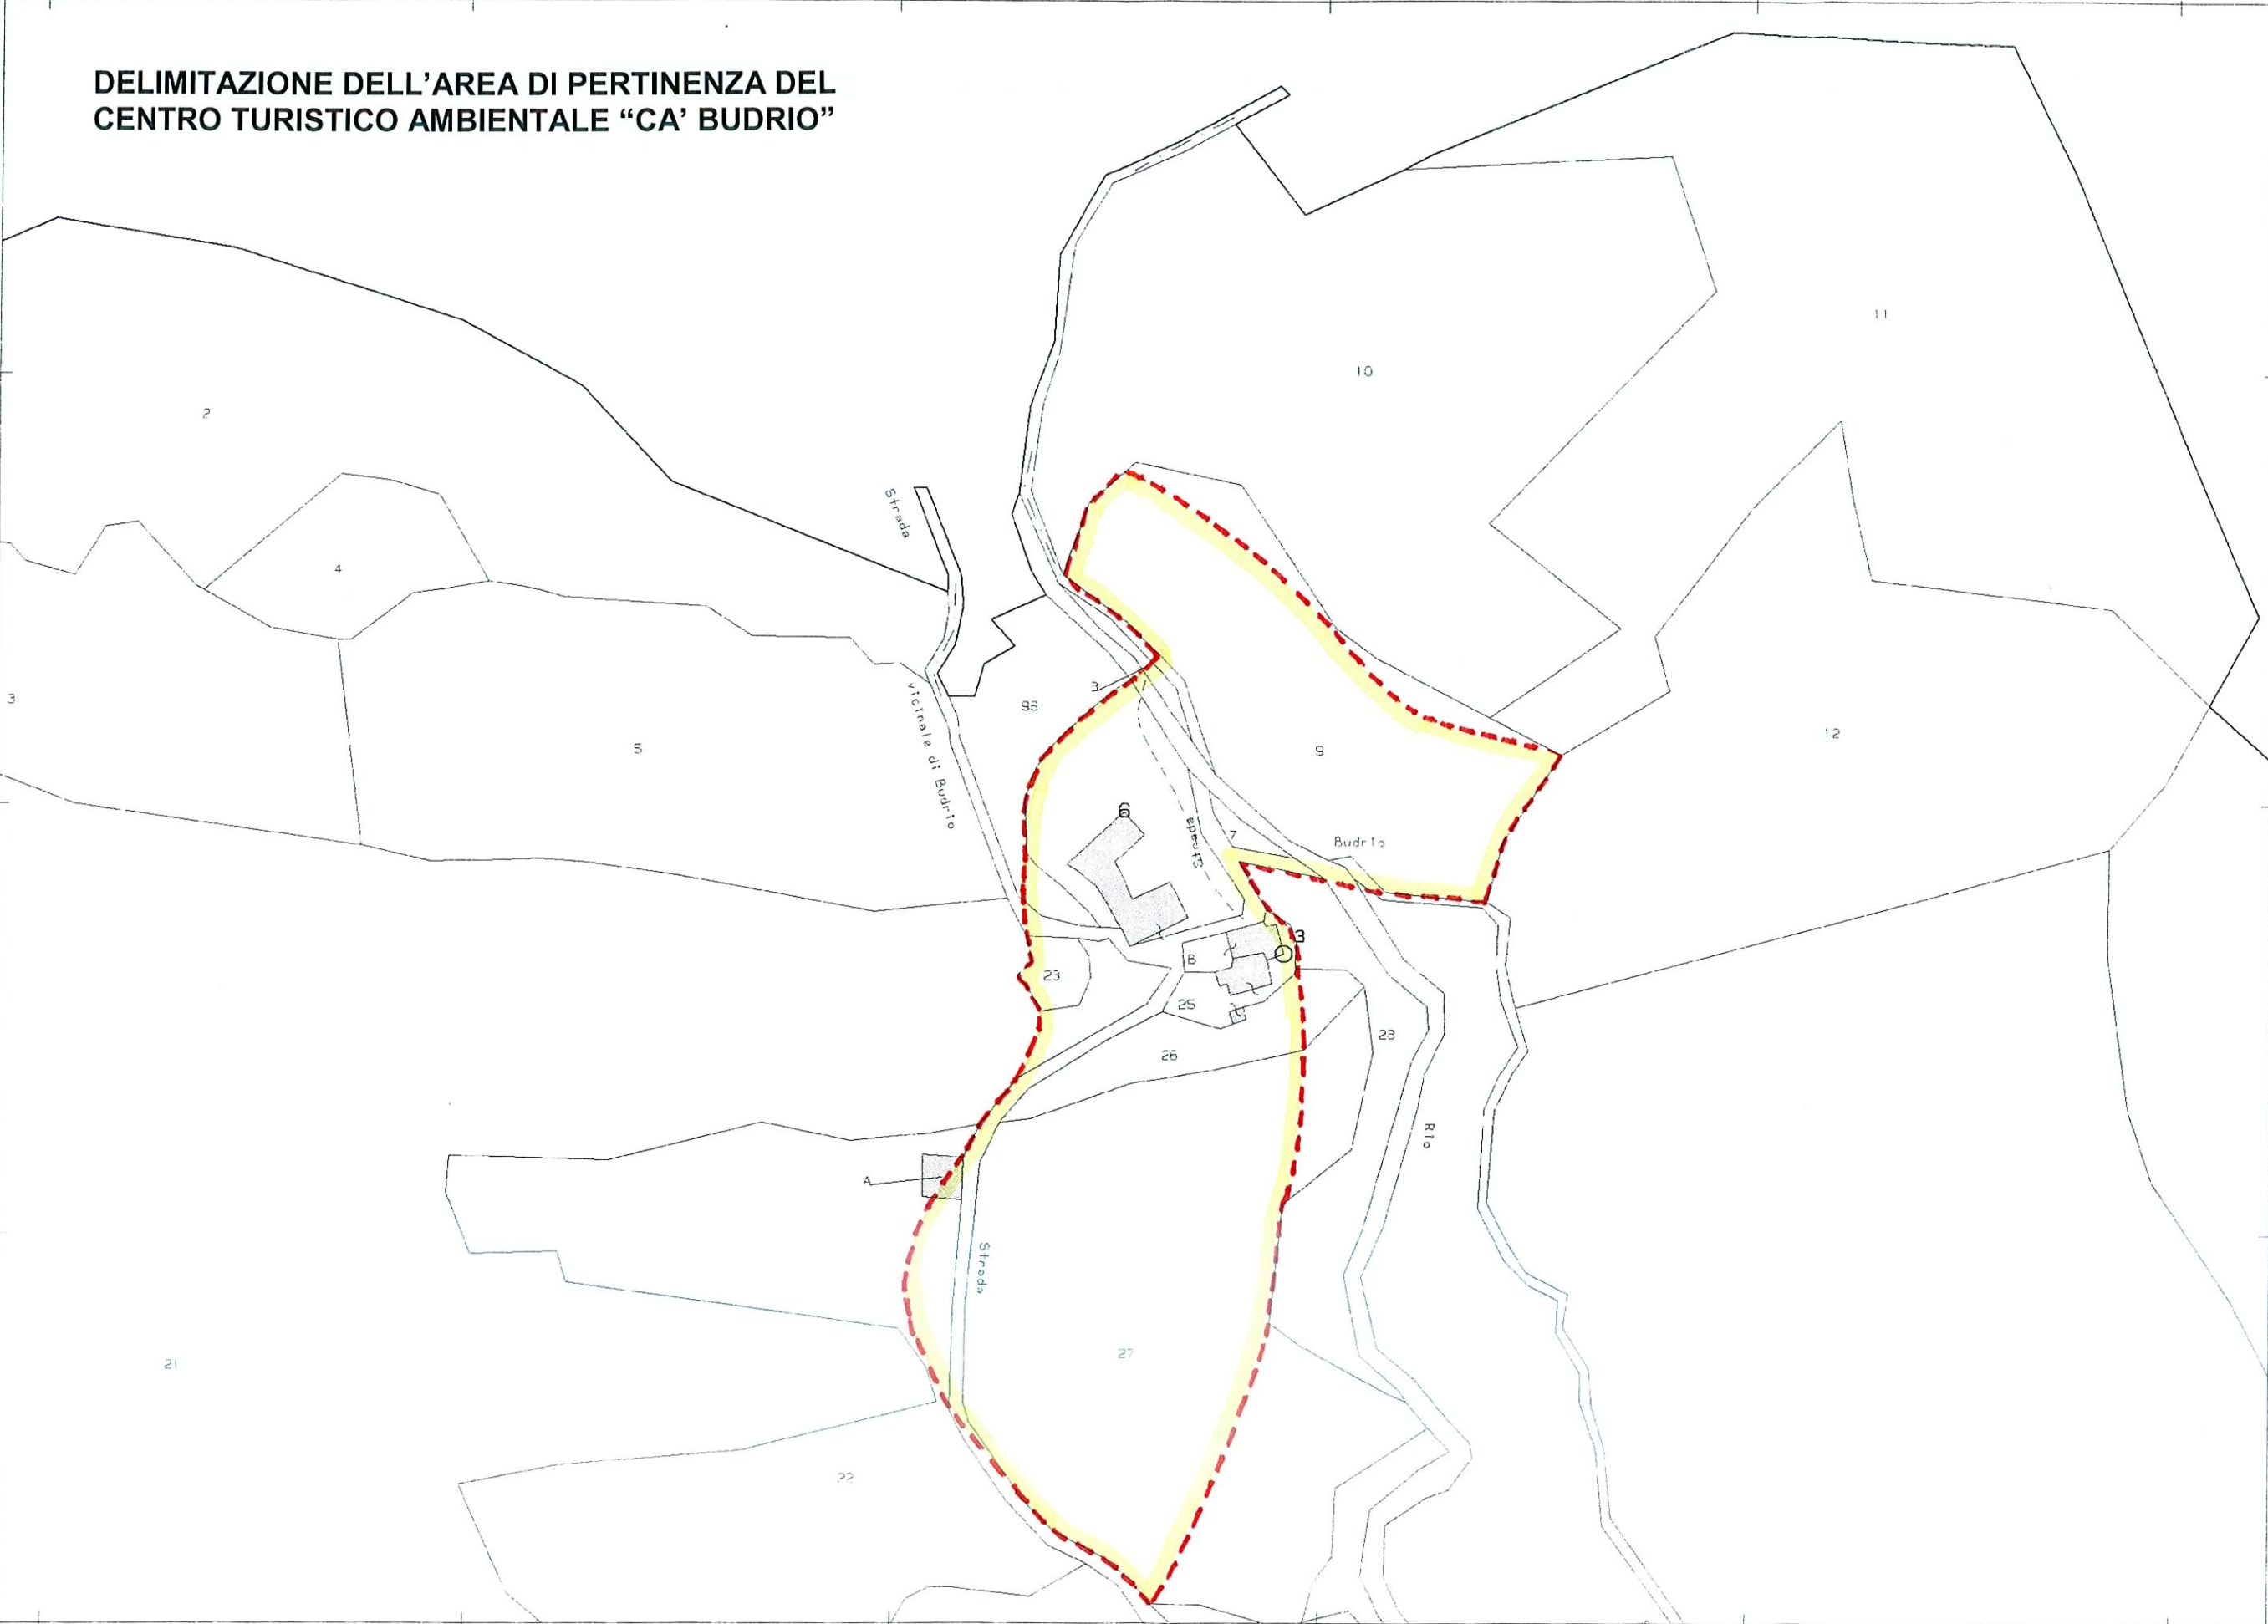 DELIMITAZIONE DELL'AREA DI PERTINENZA DEL
CENTRO TURISTICO AMBIENTALE “CA' BUDRIO”
11
10
2
Strada
4
3
vicinale di Budrio
5
9
12
6
Strada
7
Budrio
3
B
23
25
28
26
Rio
A
Strada
27
21
22